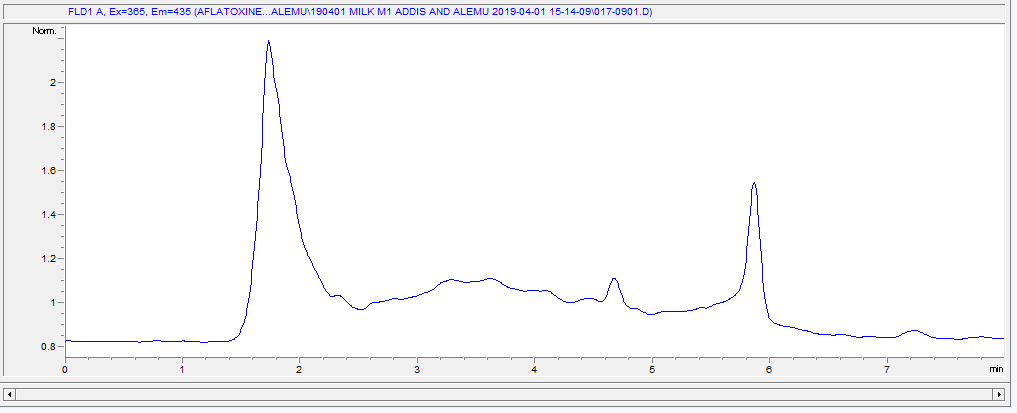 FLD1 A, Ex=365, Em=435 (AFLATOXINE...ALEMU\190401 MILK M1 ADDIS AND ALEMU 2019-04-01 15-14-09\017-0901.D)
Norm.
2
1.8
1.6
1.4
1.2
1
0.8
0 1 2 3 4 5 6 7 min